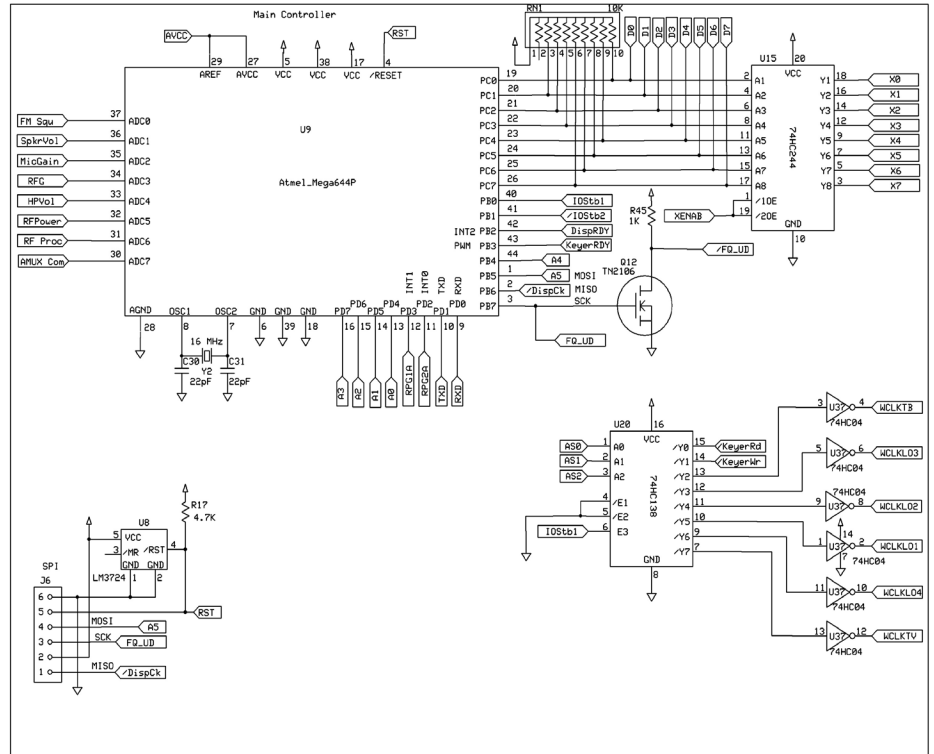 Main Controller
RN1 10K
1 2 3 4 5 6 7 8 9 10
D0 D1 D2 D3 D4 D5 D6 D7
AVCC
RST
29 27 5 38 17 4
AREF AVCC VCC VCC VCC /RESET
U9
Atmel_Mega644P
FM Squ 37 ADC0
SpkrVol 36 ADC1
MicGain 35 ADC2
RFG 34 ADC3
HPVol 33 ADC4
RFPower 32 ADC5
RF Proc 31 ADC6
AMUX Com 30 ADC7
PC0 19
PC1 20
PC2 21
PC3 22
PC4 23
PC5 24
PC6 25
PC7 26
PB0 40 IOStb1
PB1 41 /IOStb2
INT2 PB2 42 DispRDY
PWM PB3 43 KeyerRDY
PB4 44 A4
PB5 1 A5 MOSI
PB6 2 /DispCk MISO
PB7 3 SCK
FQ_UD
INT1 INT0 TXD RXD
PD7 PD6 PD5 PD4 PD3 PD2 PD1 PD0
16 15 14 13 12 11 10 9
A3 A2 A1 A0 RPG1A RPG2A TXD RXD
AGND OSC1 OSC2 GND GND GND
28 8 7 6 39 18
16 MHz
Y2
C30
22pF
C31
22pF
R45
1K
Q12
TN2106
/FQ_UD
U15
20
VCC
74HC244
2 A1 Y1 18 X0
4 A2 Y2 16 X1
6 A3 Y3 14 X2
8 A4 Y4 12 X3
11 A5 Y5 9 X4
13 A6 Y6 7 X5
15 A7 Y7 5 X6
17 A8 Y8 3 X7
XENAB
1 /1OE
19 /2OE
GND
10
U20
16
VCC
74HC138
AS0 1 A0
AS1 2 A1
AS2 3 A2
4 /E1
5 /E2
IOStb1 6 E3
GND
8
/Y0 15 /KeyerRd
/Y1 14 /KeyerWr
/Y2 13
/Y3 12
/Y4 11
/Y5 10
/Y6 9
/Y7 7
3 U37 4 WCLKTB
74HC04
5 U37 6 WCLKLO3
74HC04
74HC04
9 U37 8 WCLKLO2
14
1 U37 2 WCLKLO1
7 74HC04
11 U37 10 WCLKLO4
74HC04
13 U37 12 WCLKTV
74HC04
R17
4.7K
U8
5 VCC
3 /MR /RST 4
GND GND
LM3724 1 2
SPI
J6
6
5 RST
4 MOSI A5
3 SCK FQ_UD
2
1 MISO /DispCk